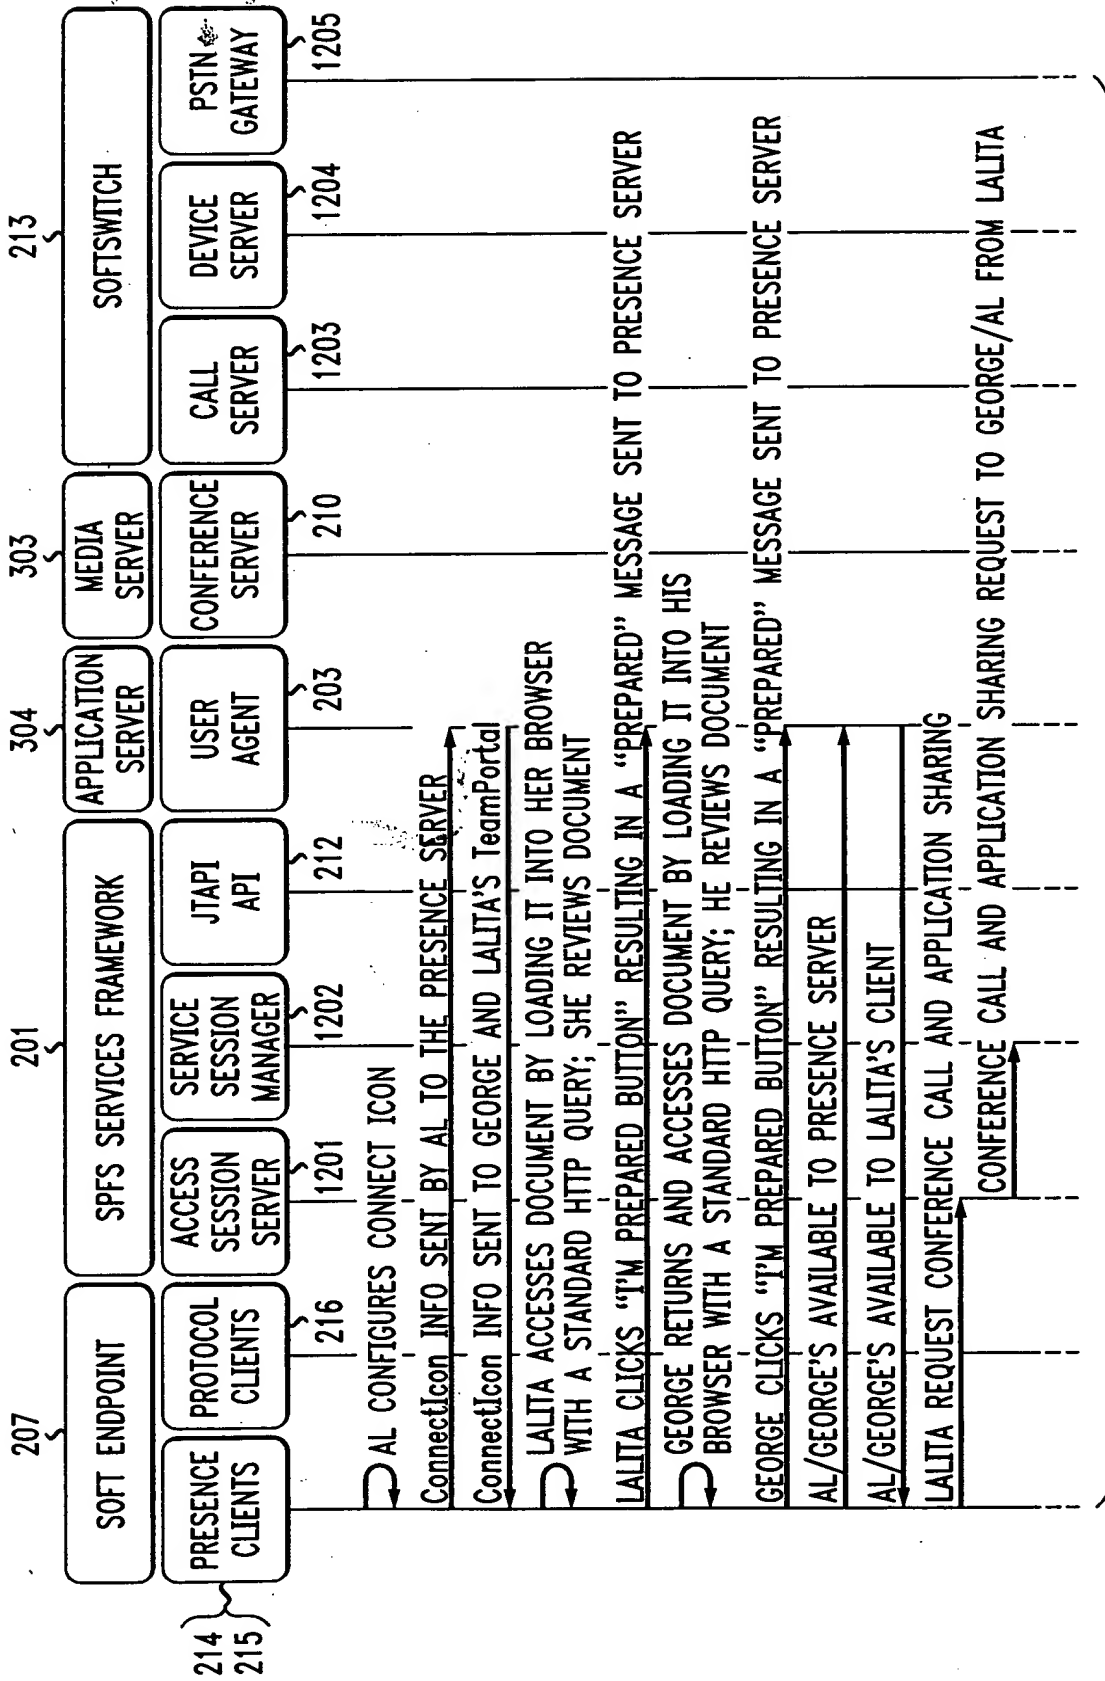 207
201
304
303
213
SOFT ENDPOINT
SPFS SERVICES FRAMEWORK
APPLICATION
SERVER
MEDIA
SERVER
SOFTSWITCH
214
215
PRESENCE
CLIENTS
PROTOCOL
CLIENTS
216
ACCESS
SESSION
SERVER
1201
SERVICE
SESSION
MANAGER
1202
JTAPI
API
212
USER
AGENT
203
CONFERENCE
SERVER
210
CALL
SERVER
1203
DEVICE
SERVER
1204
PSTN
GATEWAY
1205
AL CONFIGURES CONNECT ICON
ConnectIcon INFO SENT BY AL TO THE PRESENCE SERVER
ConnectIcon INFO SENT TO GEORGE AND LALITA'S TeamPortal
LALITA ACCESSES DOCUMENT BY LOADING IT INTO HER BROWSER
WITH A STANDARD HTTP QUERY; SHE REVIEWS DOCUMENT
LALITA CLICKS “I'M PREPARED BUTTON” RESULTING IN A “PREPARED” MESSAGE SENT TO PRESENCE SERVER
GEORGE RETURNS AND ACCESSES DOCUMENT BY LOADING IT INTO HIS
BROWSER WITH A STANDARD HTTP QUERY; HE REVIEWS DOCUMENT
GEORGE CLICKS “I'M PREPARED BUTTON” RESULTING IN A “PREPARED” MESSAGE SENT TO PRESENCE SERVER
AL/GEORGE'S AVAILABLE TO PRESENCE SERVER
AL/GEORGE'S AVAILABLE TO LALITA'S CLIENT
LALITA REQUEST CONFERENCE CALL AND APPLICATION SHARING
CONFERENCE CALL AND APPLICATION SHARING REQUEST TO GEORGE/AL FROM LALITA